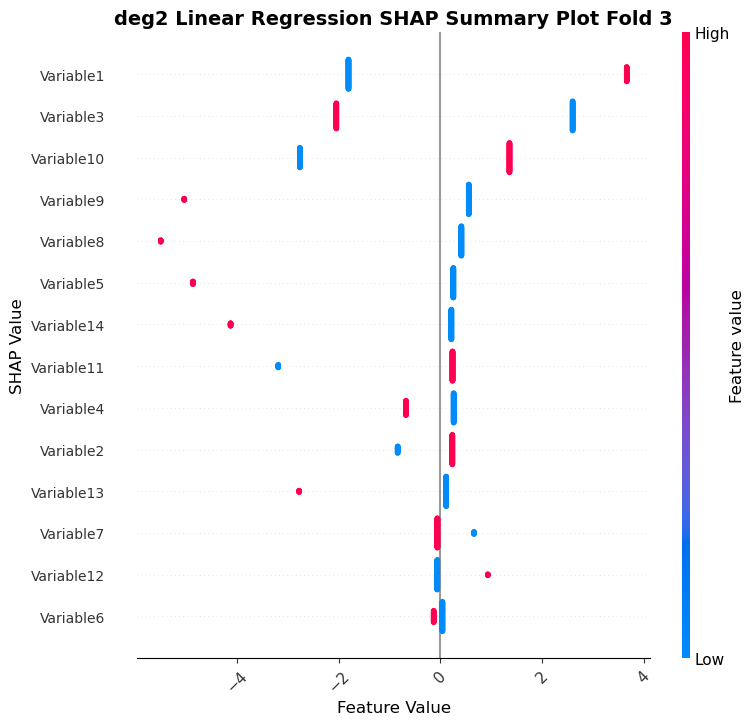 deg2 Linear Regression SHAP Summary Plot Fold 3
High
Variable1
Variable3
Variable10
Variable9
Variable8
Variable5
Variable14
Variable11
Variable4
Variable2
Variable13
Variable7
Variable12
Variable6
SHAP Value
Feature value
Low
−4
−2
0
2
4
Feature Value